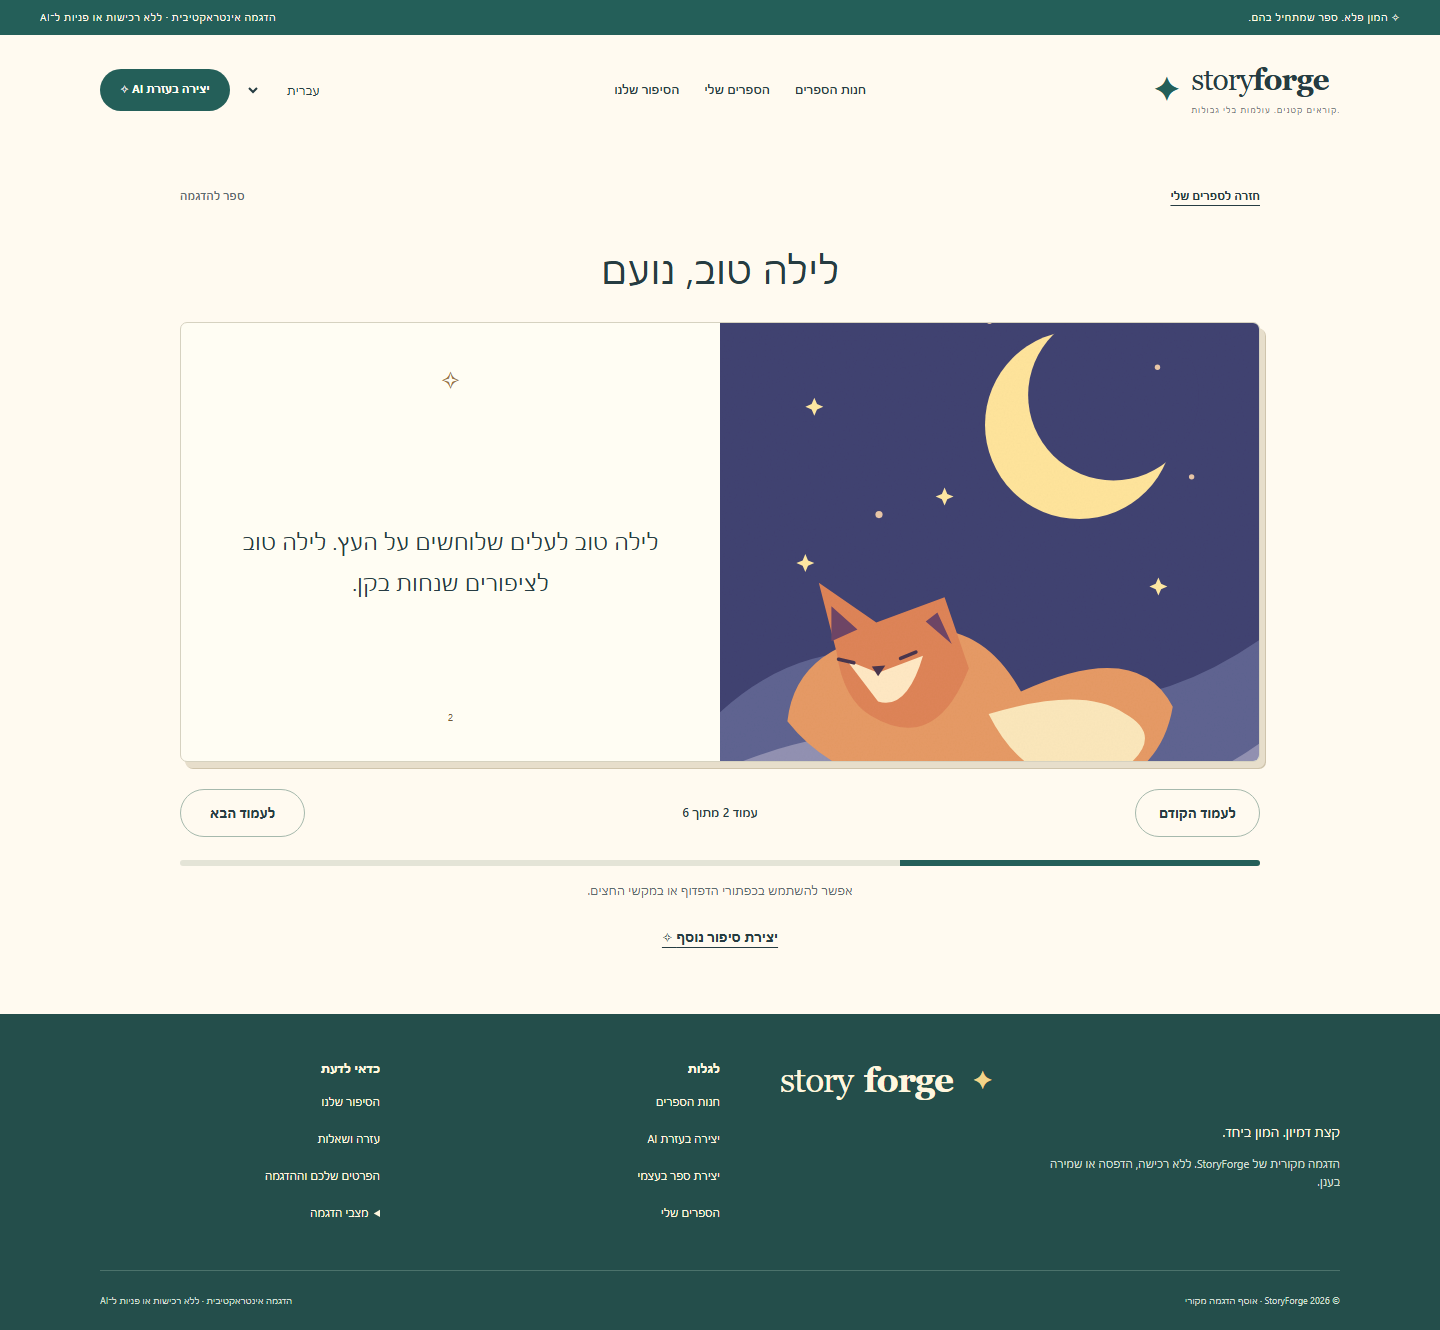 ✧ המון פלא. ספר שמתחיל בהם.
הדגמה אינטראקטיבית · ללא רכישות או פניות ל־AI
storyforge
קוראים קטנים. עולמות בלי גבולות.
חנות הספרים
הספרים שלי
הסיפור שלנו
עברית
יצירה בעזרת AI ✧
חזרה לספרים שלי
ספר להדגמה
לילה טוב, נועם
לילה טוב לעלים שלוחשים על העץ. לילה טוב
לציפורים שנחות בקן.
2
לעמוד הקודם
עמוד 2 מתוך 6
לעמוד הבא
אפשר להשתמש בכפתורי הדפדוף או במקשי החצים.
יצירת סיפור נוסף ✧
story forge
קצת דמיון. המון ביחד.
הדגמה מקורית של StoryForge. ללא רכישה, הדפסה או שמירה
בענן.
לגלות
חנות הספרים
יצירה בעזרת AI
יצירת ספר בעצמי
הספרים שלי
כדאי לדעת
הסיפור שלנו
עזרה ושאלות
הפרטים שלכם וההדגמה
מצבי הדגמה
© 2026 StoryForge · אוסף הדגמה מקורי
הדגמה אינטראקטיבית · ללא רכישות או פניות ל־AI